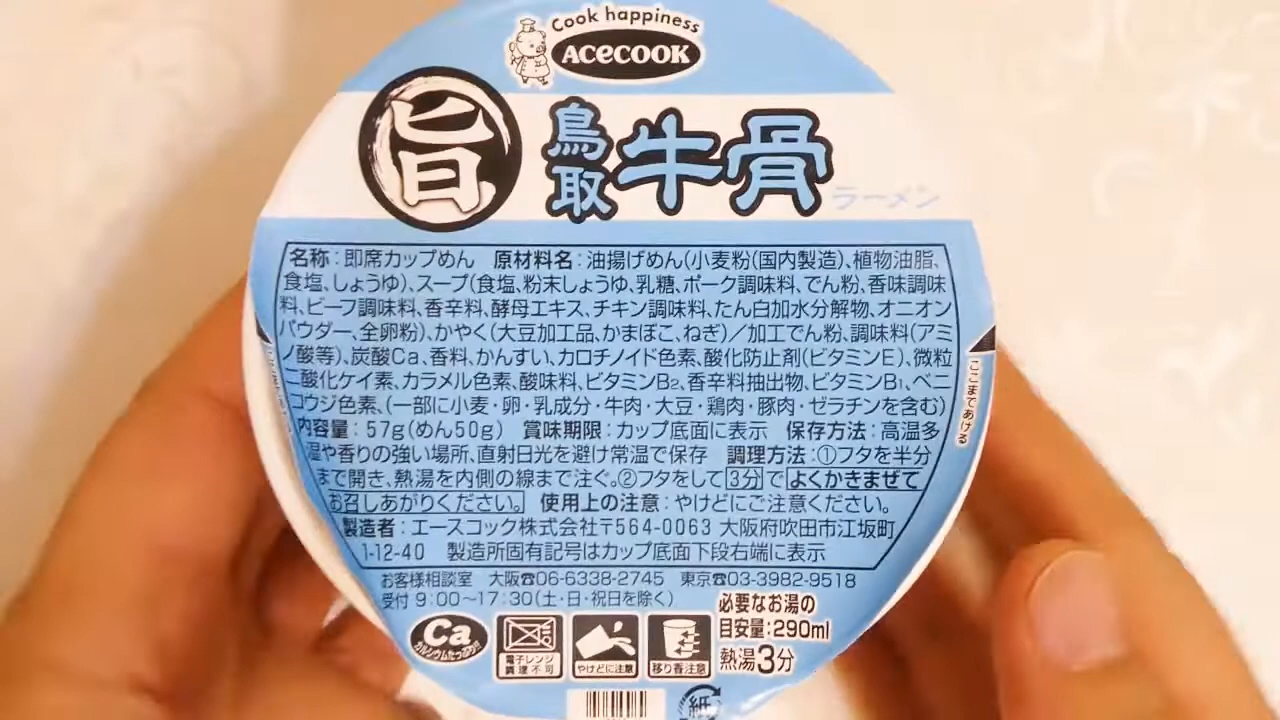 Cook happiness
ACECOOK
旨
鳥取牛骨
ラーメン
名称:即席カップめん 原材料名:油揚げめん(小麦粉(国内製造)、植物油脂、
食塩、しょうゆ)、スープ(食塩、粉末しょうゆ、乳糖、ポーク調味料、でん粉、香味調味
料、ビーフ調味料、香辛料、酵母エキス、チキン調味料、たん白加水分解物、オニオン
パウダー、全卵粉)、かやく(大豆加工品、かまぼこ、ねぎ)/加工でん粉、調味料(アミ
ノ酸等)、炭酸Ca、香料、かんすい、カロチノイド色素、酸化防止剤(ビタミンE)、微粒
二酸化ケイ素、カラメル色素、酸味料、ビタミンB₂、香辛料抽出物、ビタミンB₁、ベニ
コウジ色素、(一部に小麦・卵・乳成分・牛肉・大豆・鶏肉・豚肉・ゼラチンを含む)
内容量:57g(めん50g) 賞味期限:カップ底面に表示 保存方法:高温多
湿や香りの強い場所、直射日光を避け常温で保存 調理方法:①フタを半分
まで開き、熱湯を内側の線まで注ぐ。②フタをして3分でよくかきまぜて
お召しあがりください。 使用上の注意:やけどにご注意ください。
製造者:エースコック株式会社〒564-0063 大阪府吹田市江坂町
1-12-40 製造所固有記号はカップ底面下段右端に表示
ここまであける
お客様相談室 大阪☎06-6338-2745 東京☎03-3982-9518
受付 9:00〜17:30(土・日・祝日を除く)
必要なお湯の
目安量:290ml
熱湯3分
Ca
カルシウムたっぷり!!
電子レンジ
調理不可
やけどに注意
移り香注意
紙